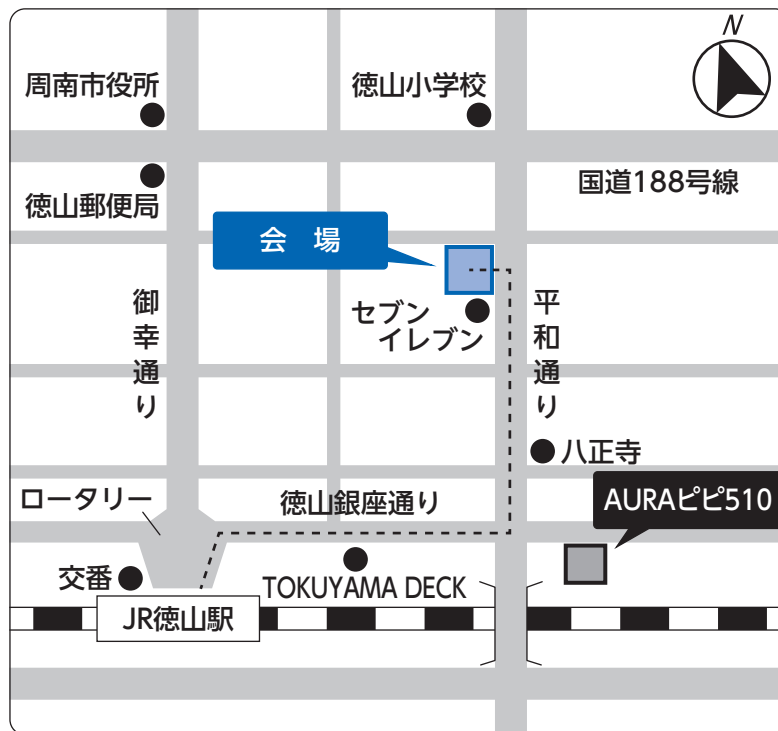 N
周南市役所
徳山小学校
国道188号線
徳山郵便局
会 場
セブン
イレブン
御幸通り
平和通り
八正寺
ロータリー
徳山銀座通り
AURAピピ510
交番
TOKUYAMA DECK
JR徳山駅